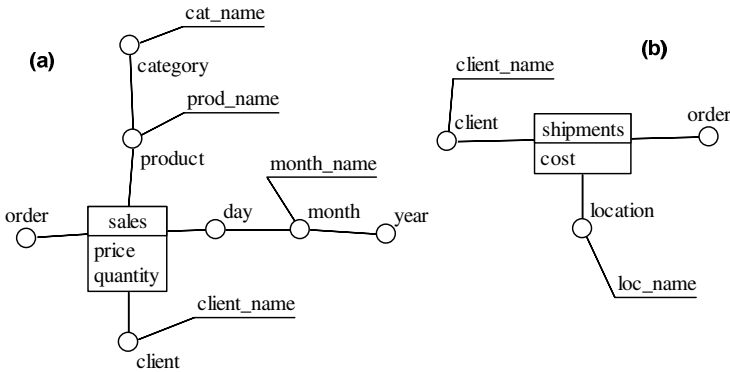 (a)
cat_name
category
prod_name
product
order
sales
price
quantity
day
month_name
month
year
client_name
client
(b)
client_name
client
shipments
cost
order
location
loc_name